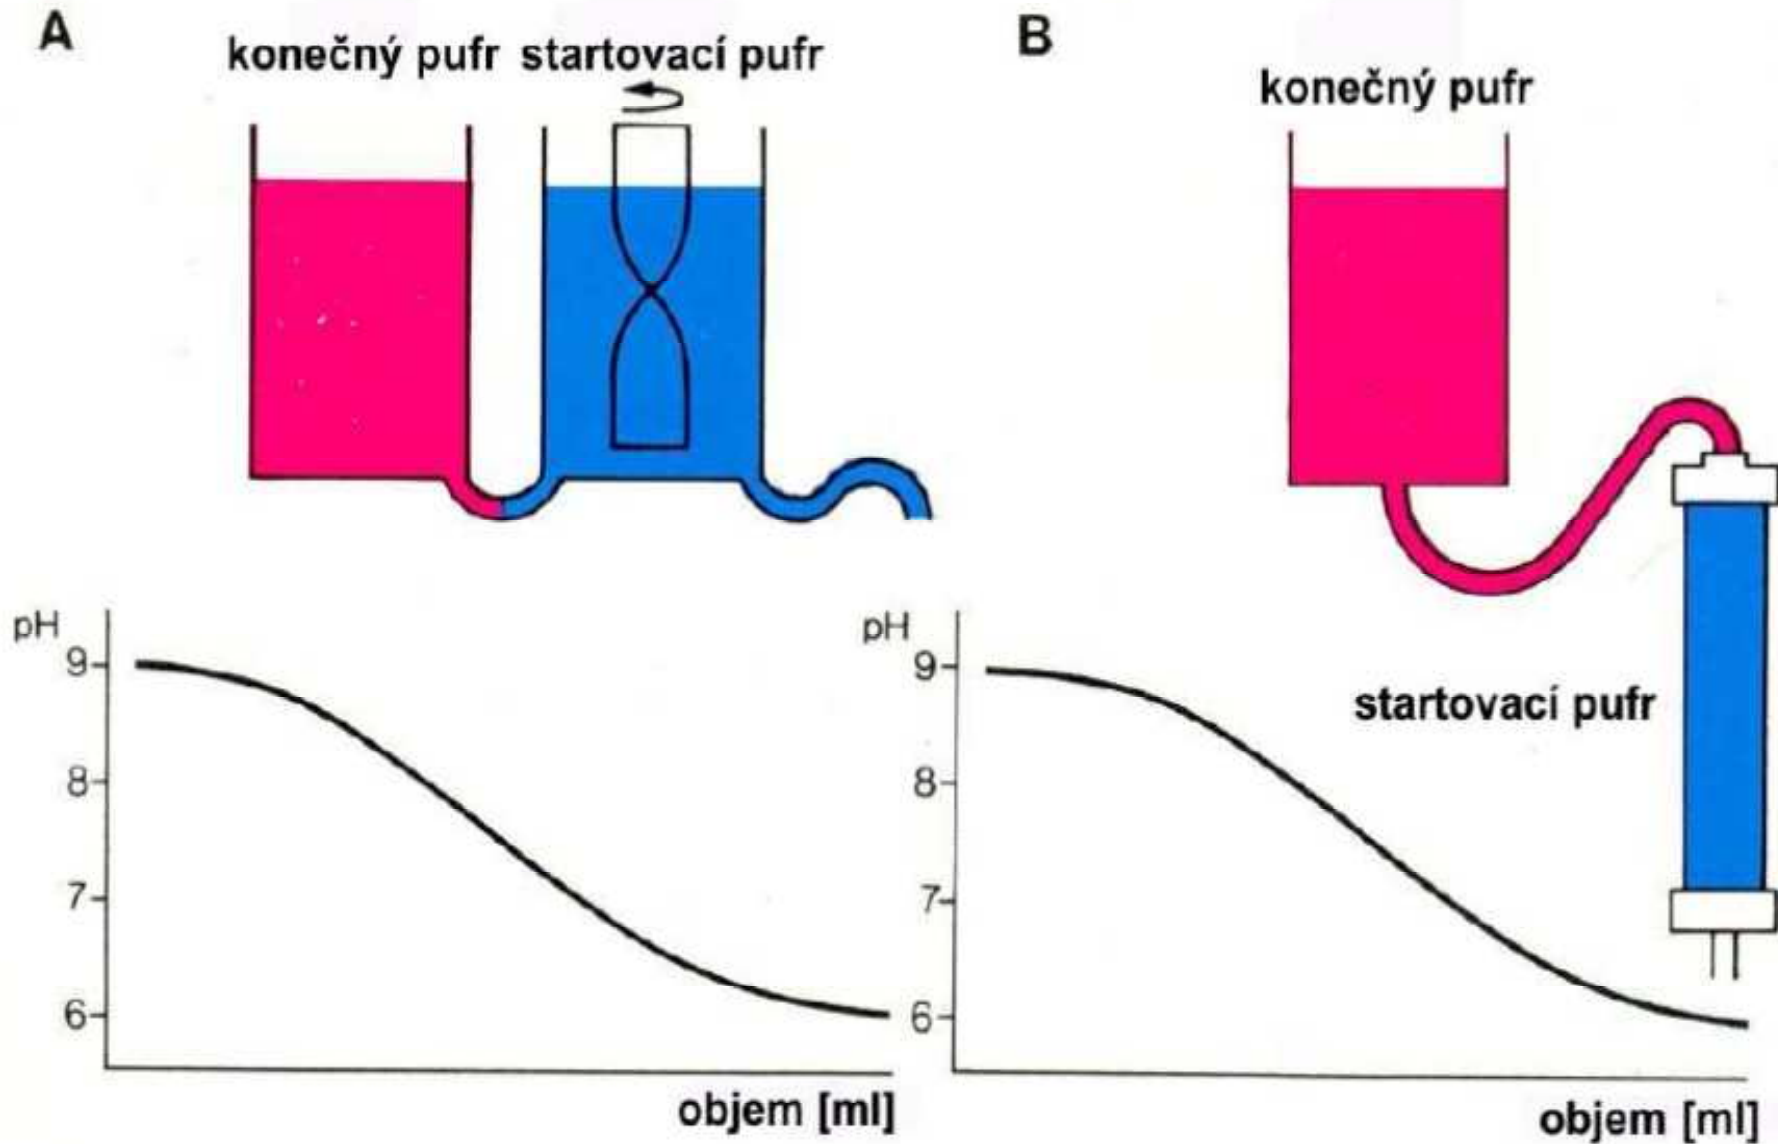 A
konečný pufr startovací pufr
pH
9
8
7
6
objem [ml]
B
konečný pufr
startovací pufr
pH
9
8
7
6
objem [ml]